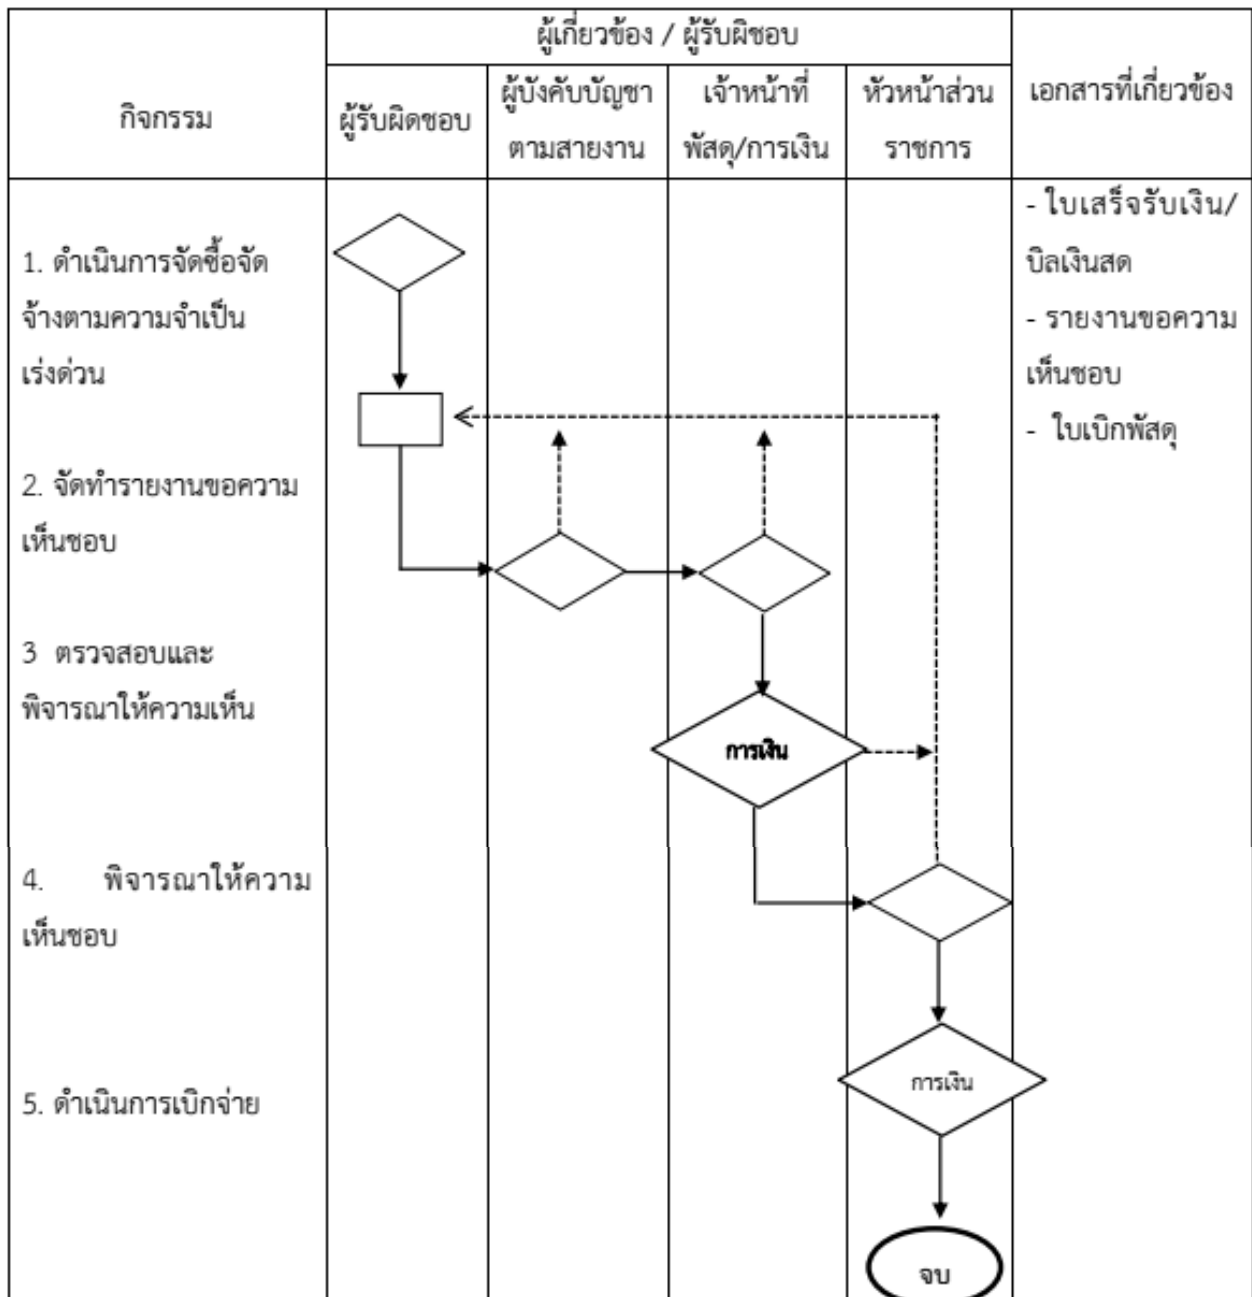 ผู้เกี่ยวข้อง / ผู้รับผิชอบ
กิจกรรม
ผู้รับผิดชอบ
ผู้บังคับบัญชา
ตามสายงาน
เจ้าหน้าที่
พัสดุ/การเงิน
หัวหน้าส่วน
ราชการ
เอกสารที่เกี่ยวข้อง
1. ดำเนินการจัดซื้อจัด
จ้างตามความจำเป็น
เร่งด่วน
- ใบเสร็จรับเงิน/
บิลเงินสด
- รายงานขอความ
เห็นชอบ
- ใบเบิกพัสดุ
2. จัดทำรายงานขอความ
เห็นชอบ
3 ตรวจสอบและ
พิจารณาให้ความเห็น
การเงิน
4. พิจารณาให้ความ
เห็นชอบ
5. ดำเนินการเบิกจ่าย
การเงิน
จบ